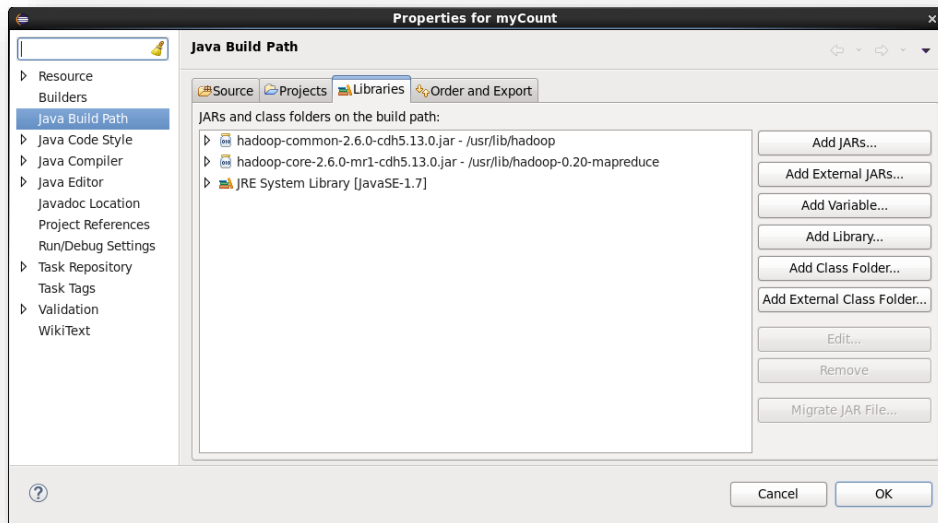 Properties for myCount
Java Build Path
Resource
Builders
Java Build Path
Java Code Style
Java Compiler
Java Editor
Javadoc Location
Project References
Run/Debug Settings
Task Repository
Task Tags
Validation
WikiText
Source Projects Libraries Order and Export
JARs and class folders on the build path:
hadoop-common-2.6.0-cdh5.13.0.jar - /usr/lib/hadoop
hadoop-core-2.6.0-mr1-cdh5.13.0.jar - /usr/lib/hadoop-0.20-mapreduce
JRE System Library [JavaSE-1.7]
Add JARs...
Add External JARs...
Add Variable...
Add Library...
Add Class Folder...
Add External Class Folder...
Edit...
Remove
Migrate JAR File...
Cancel OK